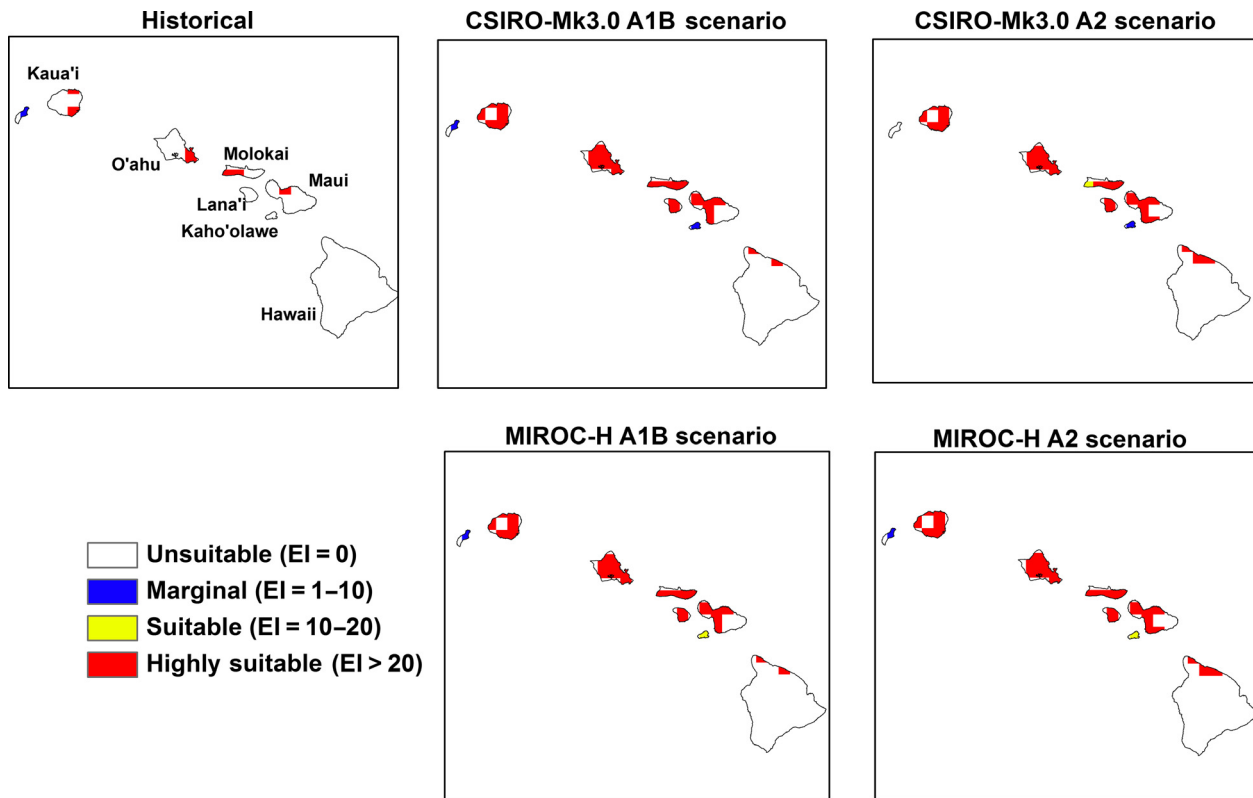 Historical
CSIRO-Mk3.0 A1B scenario
CSIRO-Mk3.0 A2 scenario
Kaua'i
O'ahu
Molokai
Maui
Lana'i
Kaho'olawe
Hawaii
MIROC-H A1B scenario
MIROC-H A2 scenario
Unsuitable (EI = 0)
Marginal (EI = 1–10)
Suitable (EI = 10–20)
Highly suitable (EI > 20)